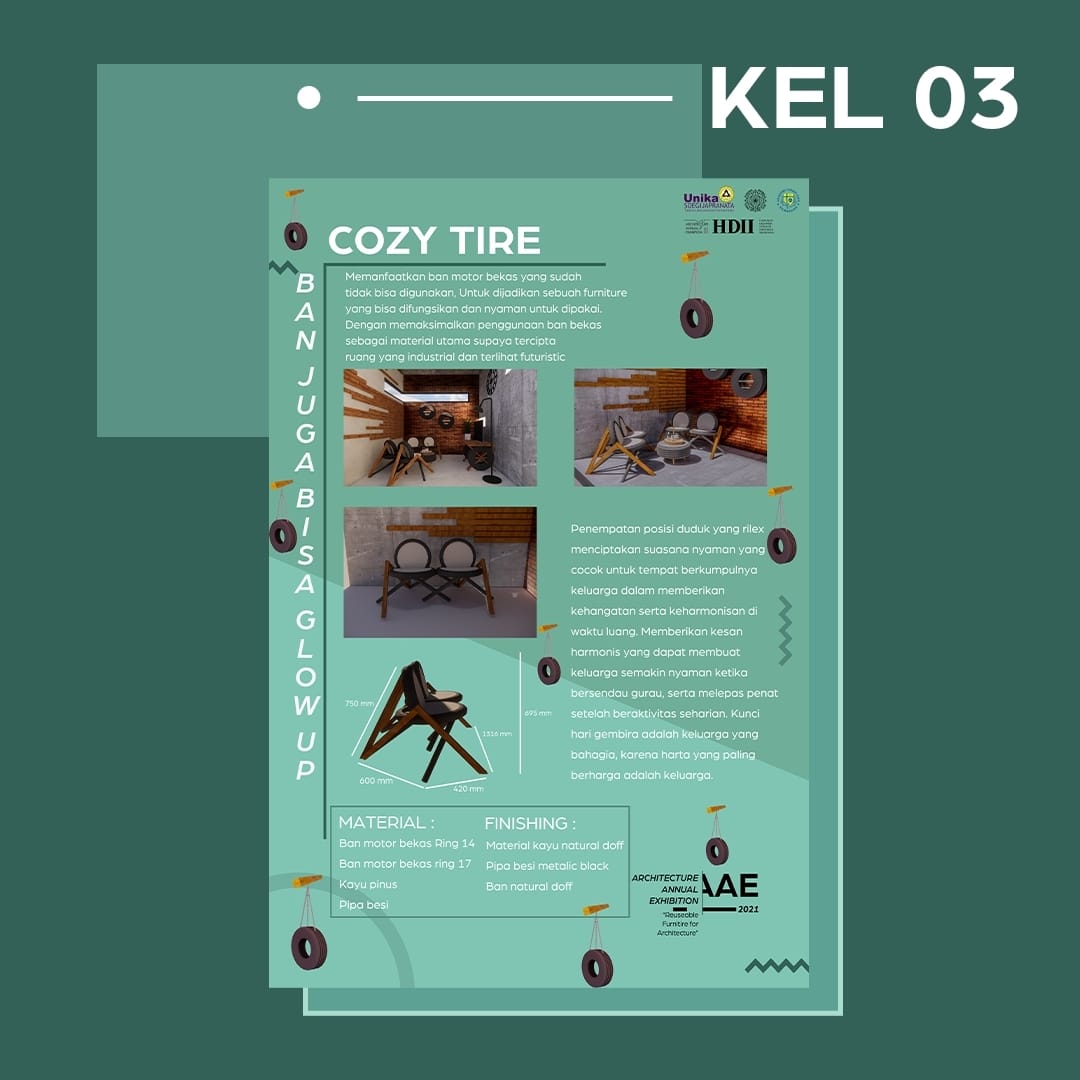 KEL 03
Unika
SOEGIJAPRANATA
HDII
COZY TIRE
BAN JUGA BISA GLOW UP
Memanfaatkan ban motor bekas yang sudah
tidak bisa digunakan, Untuk dijadikan sebuah furniture
yang bisa difungsikan dan nyaman untuk dipakai.
Dengan memaksimalkan penggunaan ban bekas
sebagai material utama supaya tercipta
ruang yang industrial dan terlihat futuristic
Penempatan posisi duduk yang rilex
menciptakan suasana nyaman yang
cocok untuk tempat berkumpulnya
keluarga dalam memberikan
kehangatan serta keharmonisan di
waktu luang. Memberikan kesan
harmonis yang dapat membuat
keluarga semakin nyaman ketika
bersendau gurau, serta melepas penat
setelah beraktivitas seharian. Kunci
hari gembira adalah keluarga yang
bahagia, karena harta yang paling
berharga adalah keluarga.
750 mm
695 mm
1316 mm
600 mm
420 mm
MATERIAL :
Ban motor bekas Ring 14
Ban motor bekas ring 17
Kayu pinus
Pipa besi
FINISHING :
Material kayu natural doff
Pipa besi metalic black
Ban natural doff
ARCHITECTURE
ANNUAL
EXHIBITION
AAE
2021
"Reuseable
Furnitire for
Architecture"